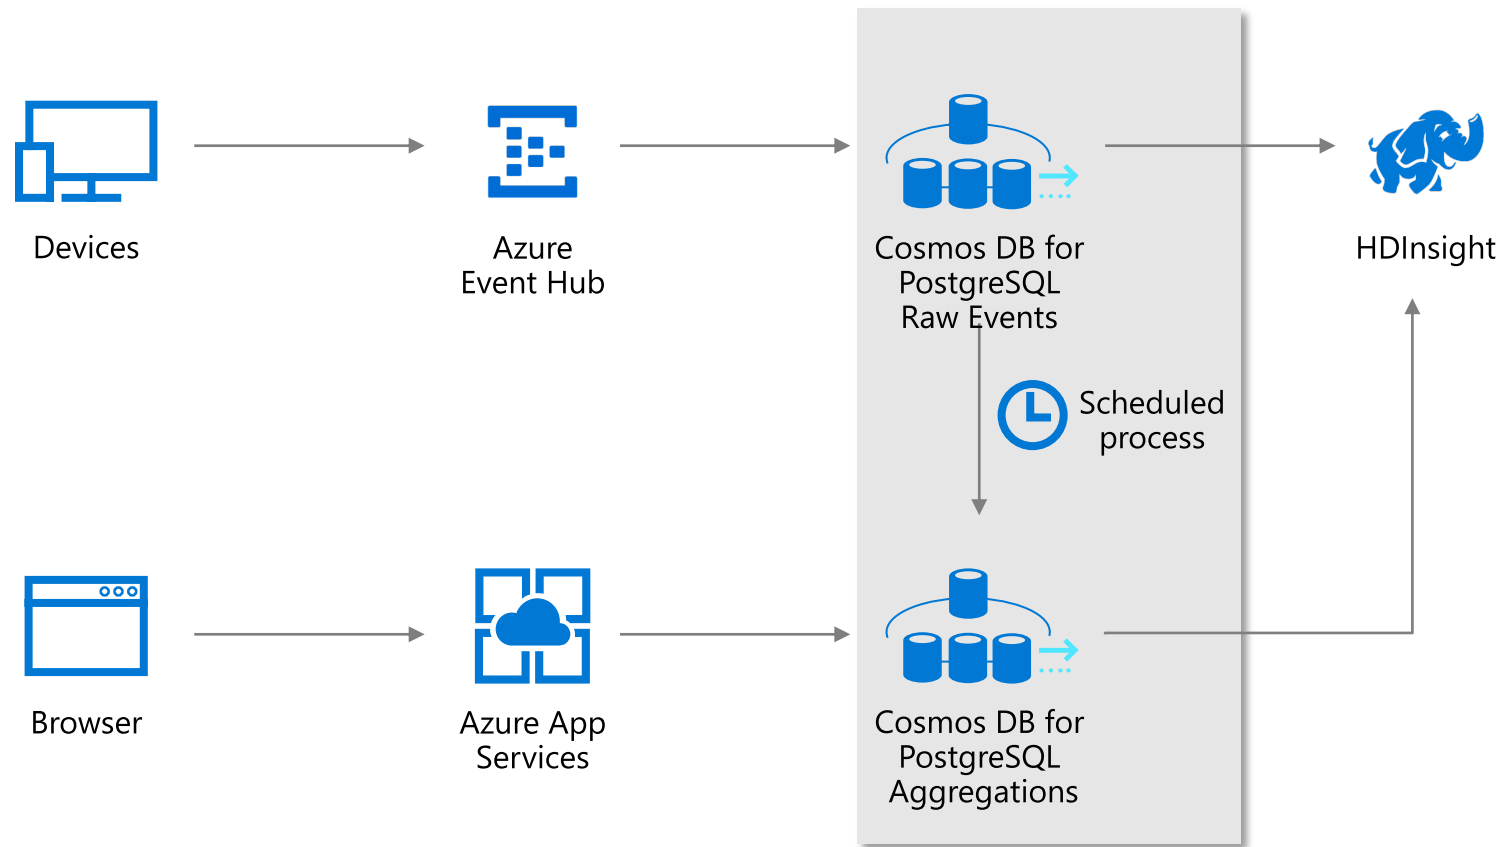 Devices
Azure
Event Hub
Cosmos DB for
PostgreSQL
Raw Events
HDInsight
Scheduled
process
Browser
Azure App
Services
Cosmos DB for
PostgreSQL
Aggregations